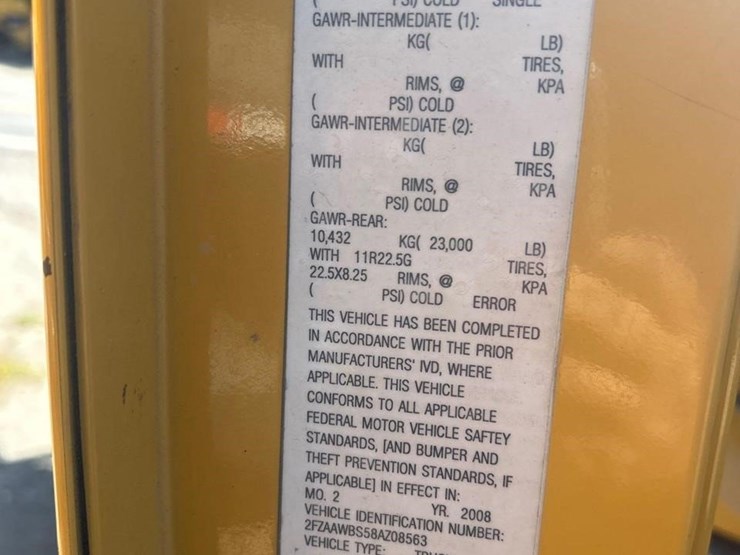 ( PSI) COLD SINGLE
GAWR-INTERMEDIATE (1):
KG( LB)
WITH TIRES,
RIMS, @ KPA
( PSI) COLD
GAWR-INTERMEDIATE (2):
KG( LB)
WITH TIRES,
RIMS, @ KPA
( PSI) COLD
GAWR-REAR:
10,432 KG( 23,000 LB)
WITH 11R22.5G TIRES,
22.5X8.25 RIMS, @ KPA
( PSI) COLD ERROR
THIS VEHICLE HAS BEEN COMPLETED
IN ACCORDANCE WITH THE PRIOR
MANUFACTURERS' IVD, WHERE
APPLICABLE. THIS VEHICLE
CONFORMS TO ALL APPLICABLE
FEDERAL MOTOR VEHICLE SAFTEY
STANDARDS, [AND BUMPER AND
THEFT PREVENTION STANDARDS, IF
APPLICABLE] IN EFFECT IN:
MO. 2 YR. 2008
VEHICLE IDENTIFICATION NUMBER:
2FZAAWBS58AZ08563
VEHICLE TYPE: